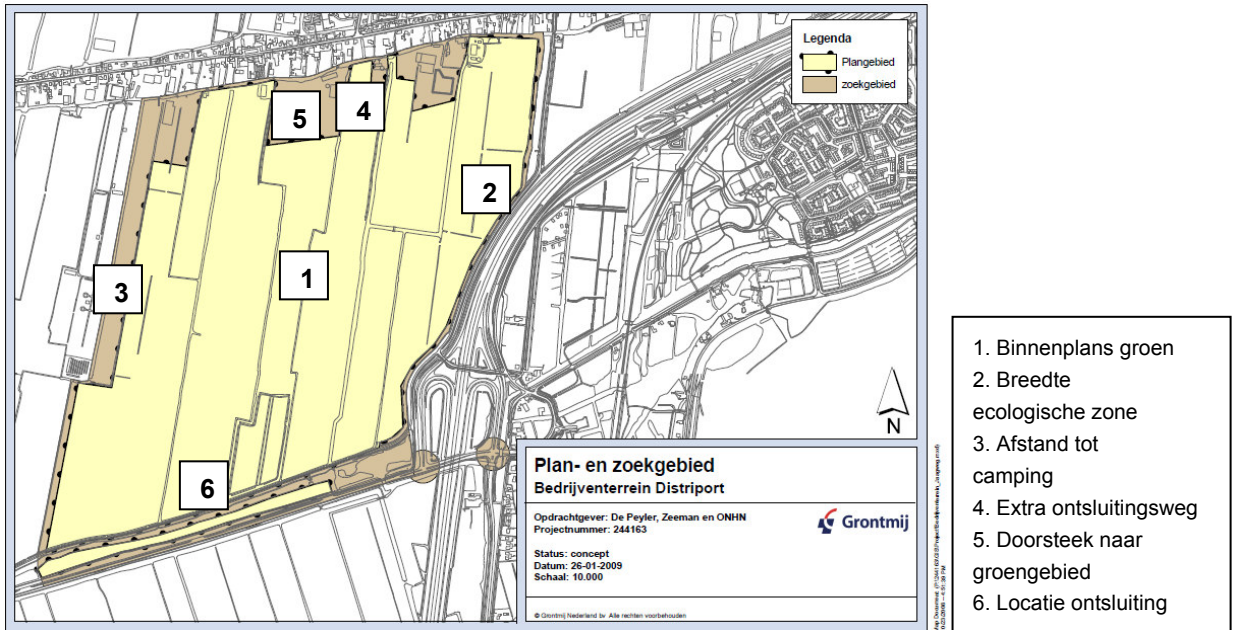 Legenda
Plangebied
zoekgebied
5
4
2
1
3
6
N
Plan- en zoekgebied
Bedrijventerrein Distriport
Opdrachtgever: De Peyler, Zeeman en ONHN
Projectnummer: 244163
Grontmij
Status: concept
Datum: 26-01-2009
Schaal: 10.000
© Grontmij Nederland bv Alle rechten voorbehouden
1. Binnenplans groen
2. Breedte
ecologische zone
3. Afstand tot
camping
4. Extra ontsluitingsweg
5. Doorsteek naar
groengebied
6. Locatie ontsluiting